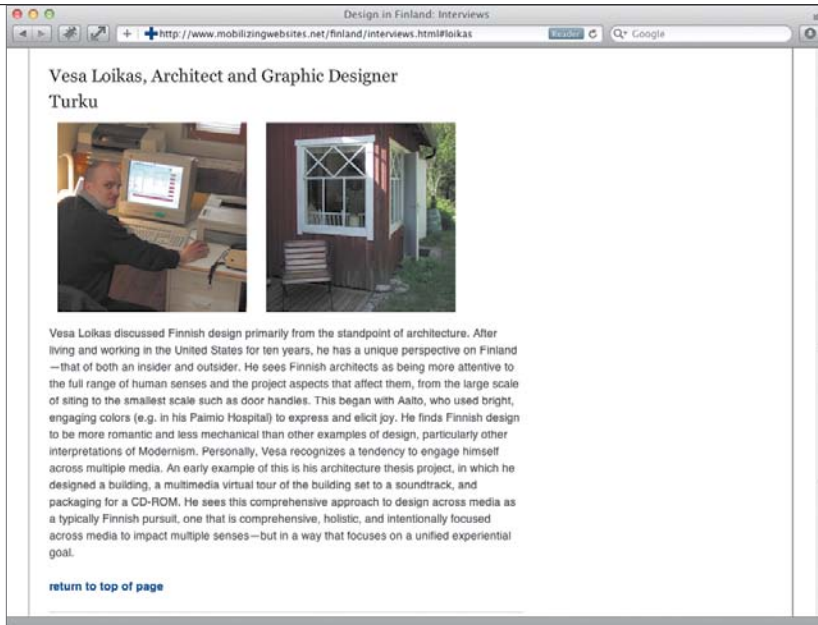 Design in Finland: Interviews
http://www.mobilizingwebsites.net/finland/interviews.html#loikas
Reader
Google
Vesa Loikas, Architect and Graphic Designer
Turku
Vesa Loikas discussed Finnish design primarily from the standpoint of architecture. After
living and working in the United States for ten years, he has a unique perspective on Finland
—that of both an insider and outsider. He sees Finnish architects as being more attentive to
the full range of human senses and the project aspects that affect them, from the large scale
of siting to the smallest scale such as door handles. This began with Aalto, who used bright,
engaging colors (e.g. in his Paimio Hospital) to express and elicit joy. He finds Finnish design
to be more romantic and less mechanical than other examples of design, particularly other
interpretations of Modernism. Personally, Vesa recognizes a tendency to engage himself
across multiple media. An early example of this is his architecture thesis project, in which he
designed a building, a multimedia virtual tour of the building set to a soundtrack, and
packaging for a CD-ROM. He sees this comprehensive approach to design across media as
a typically Finnish pursuit, one that is comprehensive, holistic, and intentionally focused
across media to impact multiple senses—but in a way that focuses on a unified experiential
goal.
return to top of page